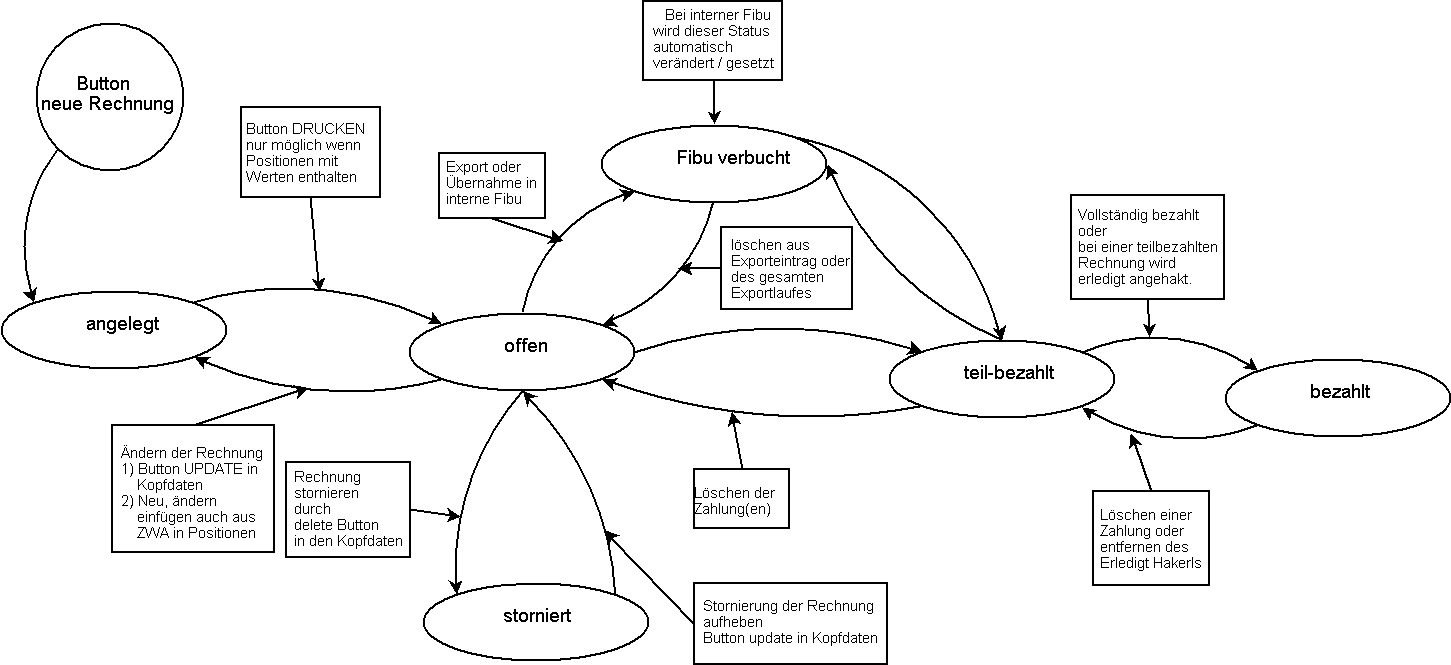 Bei interner Fibu
wird dieser Status
automatisch
verändert / gesetzt
Button
neue Rechnung
Button DRUCKEN
nur möglich wenn
Positionen mit
Werten enthalten
Export oder
Übernahme in
interne Fibu
Fibu verbucht
löschen aus
Exporteintrag oder
des gesamten
Exportlaufes
Vollständig bezahlt
oder
bei einer teilbezahlten
Rechnung wird
erledigt angehakt.
angelegt
offen
teil-bezahlt
bezahlt
Ändern der Rechnung
1) Button UPDATE in
Kopfdaten
2) Neu, ändern
einfügen auch aus
ZWA in Positionen
Rechnung
stornieren
durch
delete Button
in den Kopfdaten
Löschen der
Zahlung(en)
Löschen einer
Zahlung oder
entfernen des
Erledigt Hakerls
storniert
Stornierung der Rechnung
aufheben
Button update in Kopfdaten